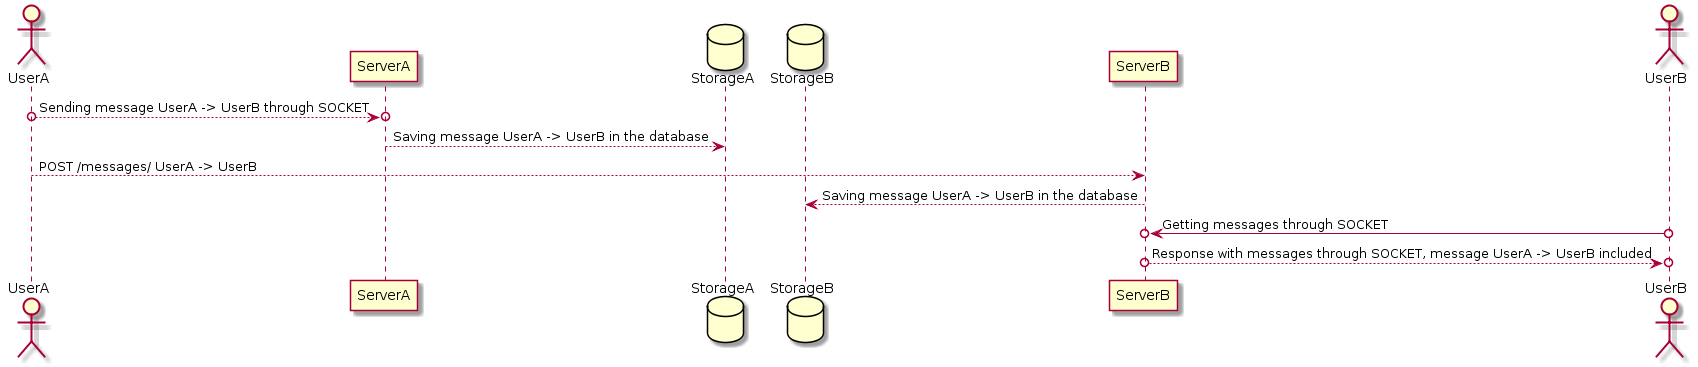 UserA
ServerA
StorageA
StorageB
ServerB
UserB
Sending message UserA -> UserB through SOCKET
Saving message UserA -> UserB in the database
POST /messages/ UserA -> UserB
Saving message UserA -> UserB in the database
Getting messages through SOCKET
Response with messages through SOCKET, message UserA -> UserB included
UserA
ServerA
StorageA
StorageB
ServerB
UserB